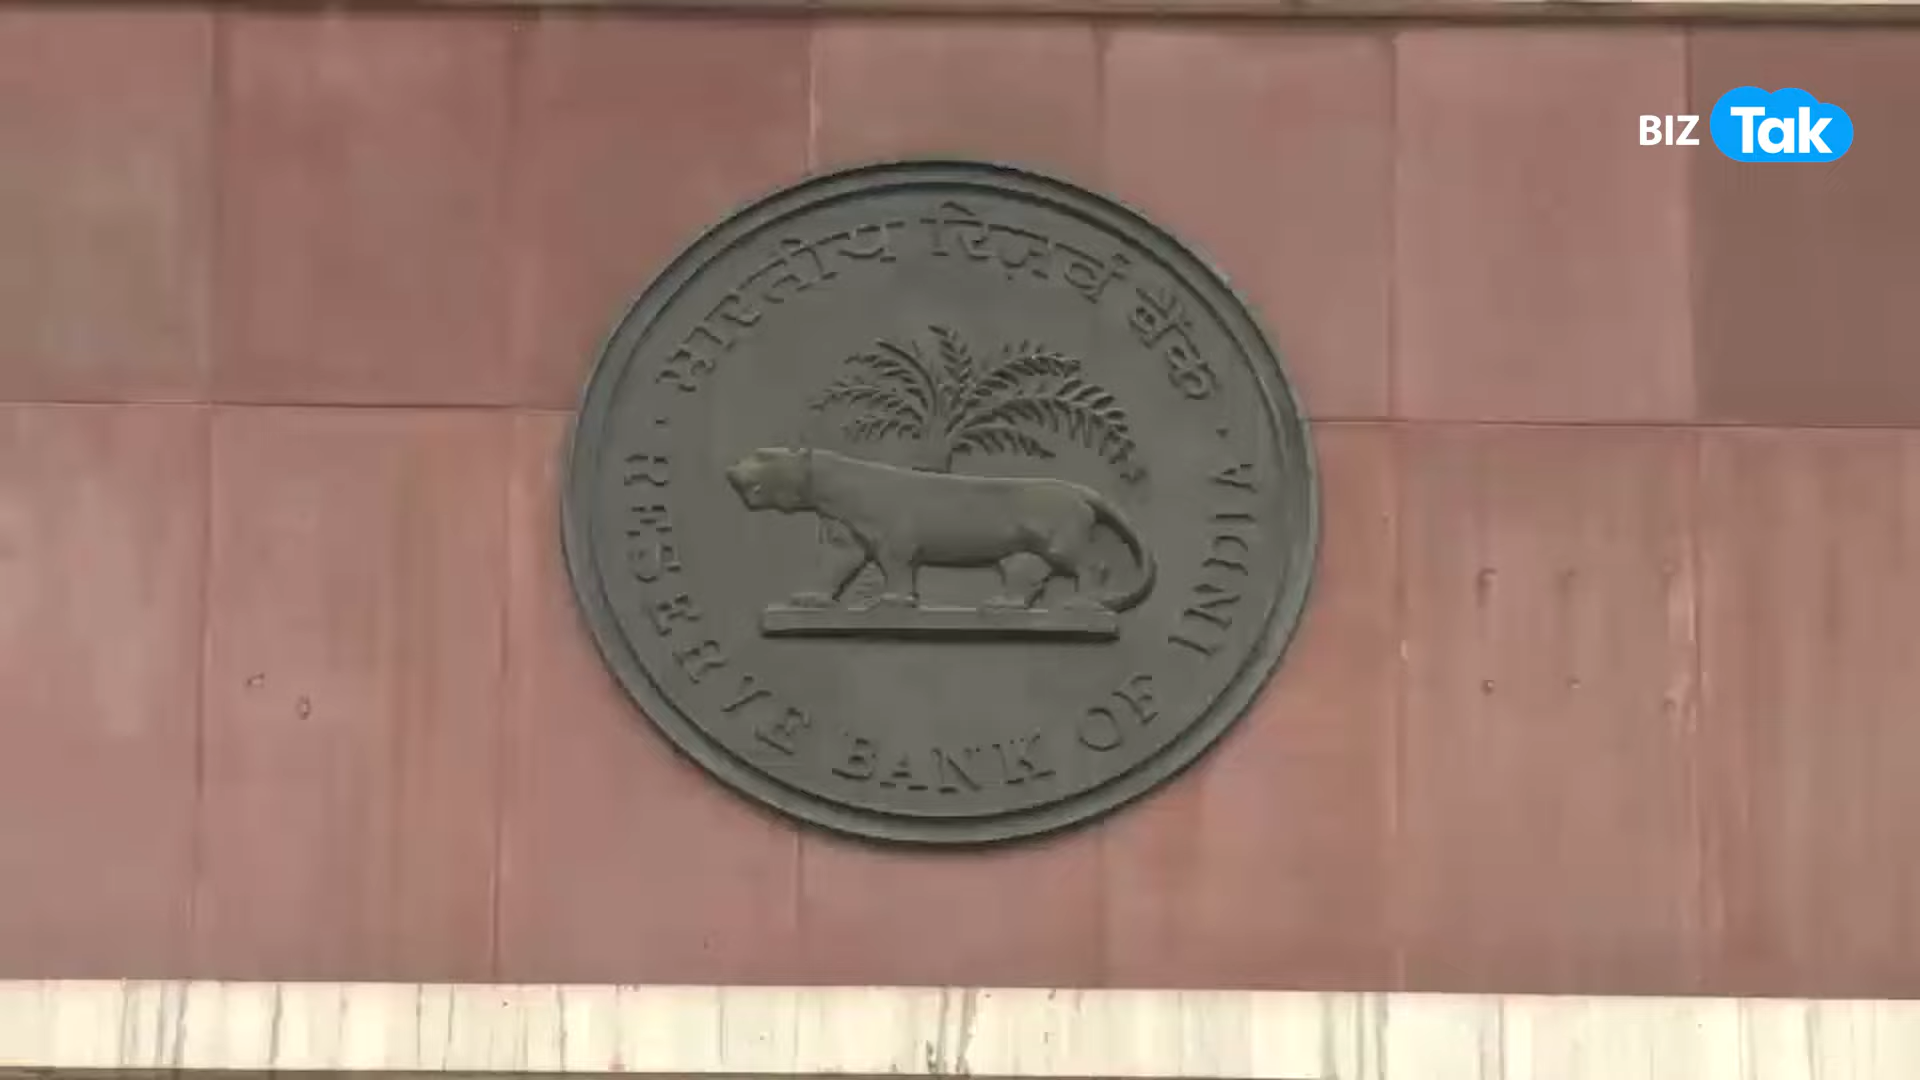 BIZ Tak
भारतीय रिज़र्व बैंक
RESERVE BANK OF INDIA